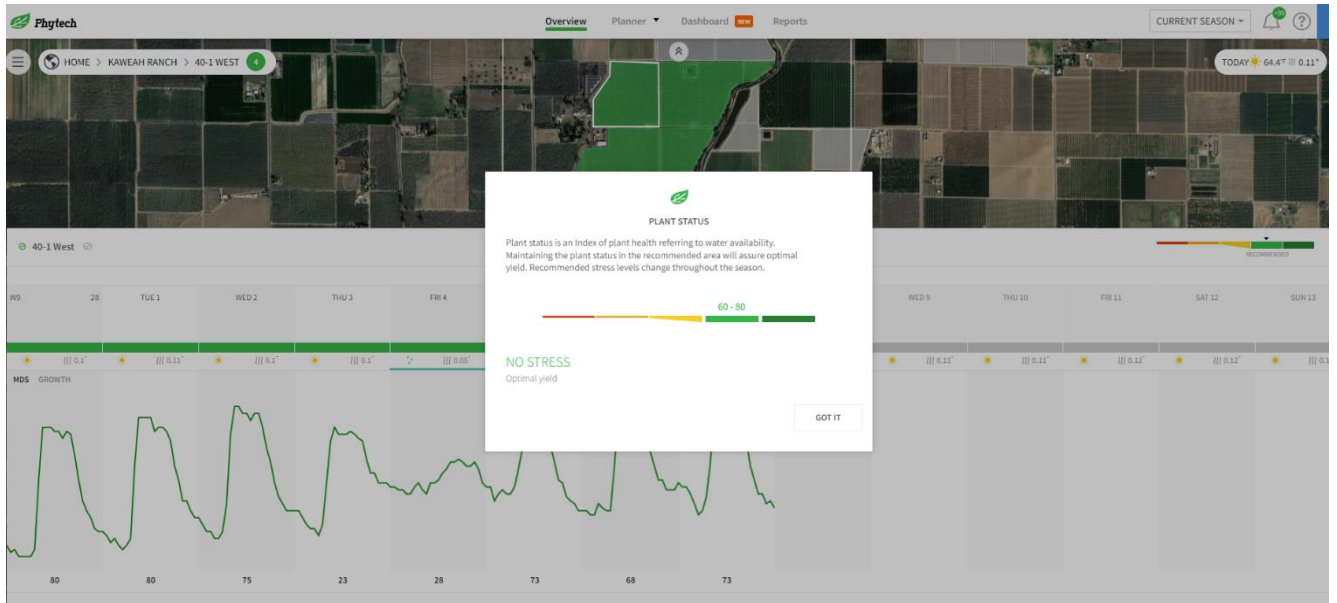 Phytech
Overview Planner Dashboard NEW Reports
CURRENT SEASON
HOME > KAWEAH RANCH > 40-1 WEST 4
TODAY 64.4°F 0.11"
PLANT STATUS
Plant status is an Index of plant health referring to water availability.
Maintaining the plant status in the recommended area will assure optimal
yield. Recommended stress levels change throughout the season.
60 - 80
NO STRESS
Optimal yield
GOT IT
40-1 West
RECOMMENDED
W9 28 TUE 1 WED 2 THU 3 FRI 4 WED 9 THU 10 FRI 11 SAT 12 SUN 13
0.1" 0.11" 0.1" 0.1" 0.05" 0.11" 0.11" 0.12" 0.12"
MDS GROWTH
80 80 75 23 28 73 68 73